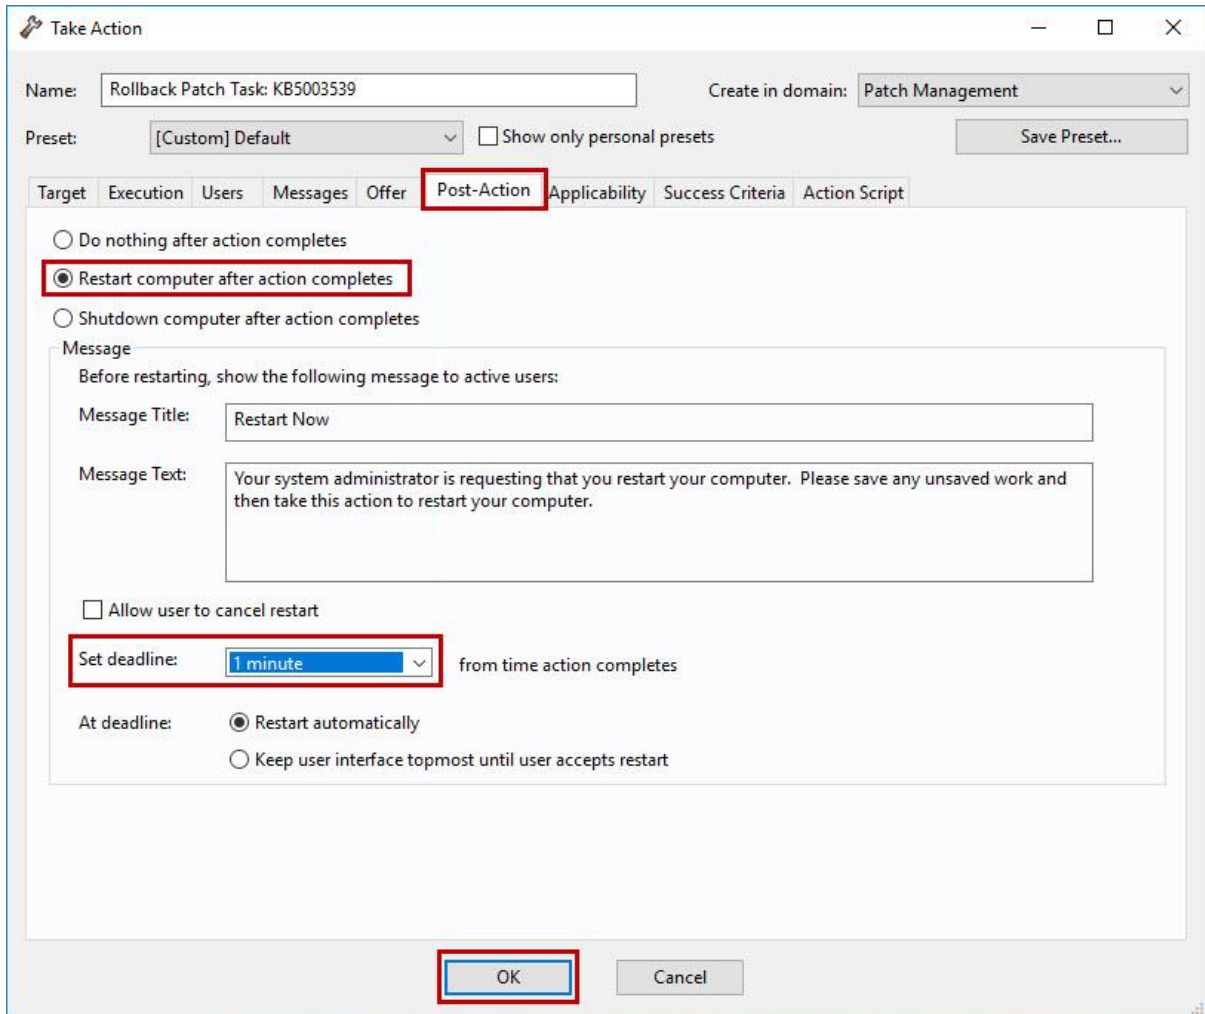 Take Action
Name: Rollback Patch Task: KB5003539 Create in domain: Patch Management
Preset: [Custom] Default Show only personal presets Save Preset...
Target Execution Users Messages Offer Post-Action Applicability Success Criteria Action Script
Do nothing after action completes
Restart computer after action completes
Shutdown computer after action completes
Message
Before restarting, show the following message to active users:
Message Title: Restart Now
Message Text: Your system administrator is requesting that you restart your computer.  Please save any unsaved work and
then take this action to restart your computer.
Allow user to cancel restart
Set deadline: 1 minute from time action completes
At deadline: Restart automatically
Keep user interface topmost until user accepts restart
OK Cancel